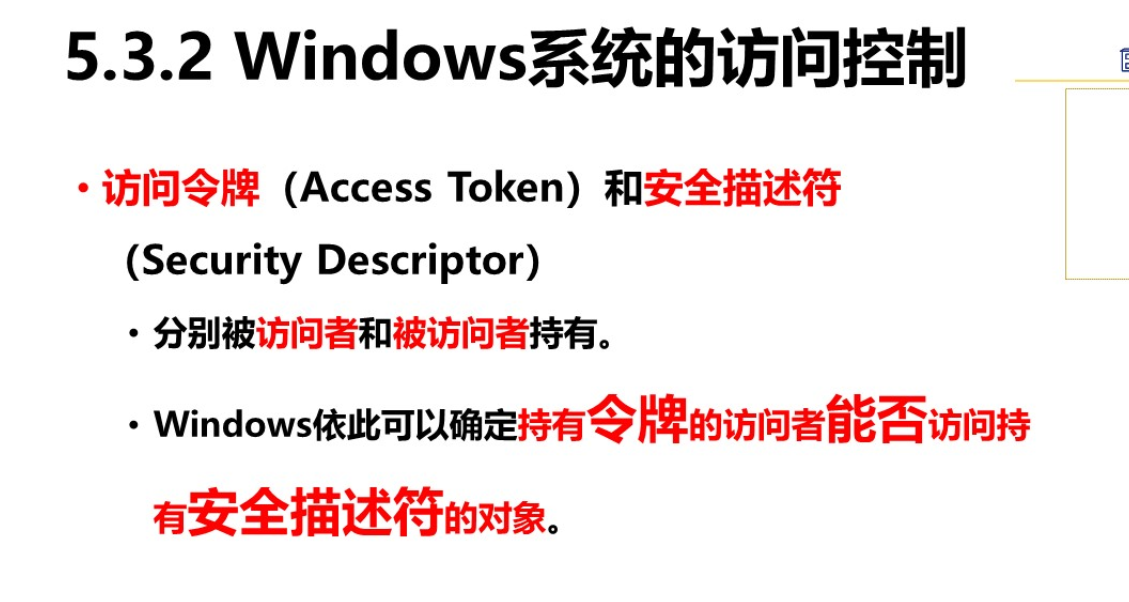 5.3.2 Windows系统的访问控制
• 访问令牌（Access Token）和安全描述符
（Security Descriptor）
• 分别被访问者和被访问者持有。
• Windows依此可以确定持有令牌的访问者能否访问持
有安全描述符的对象。